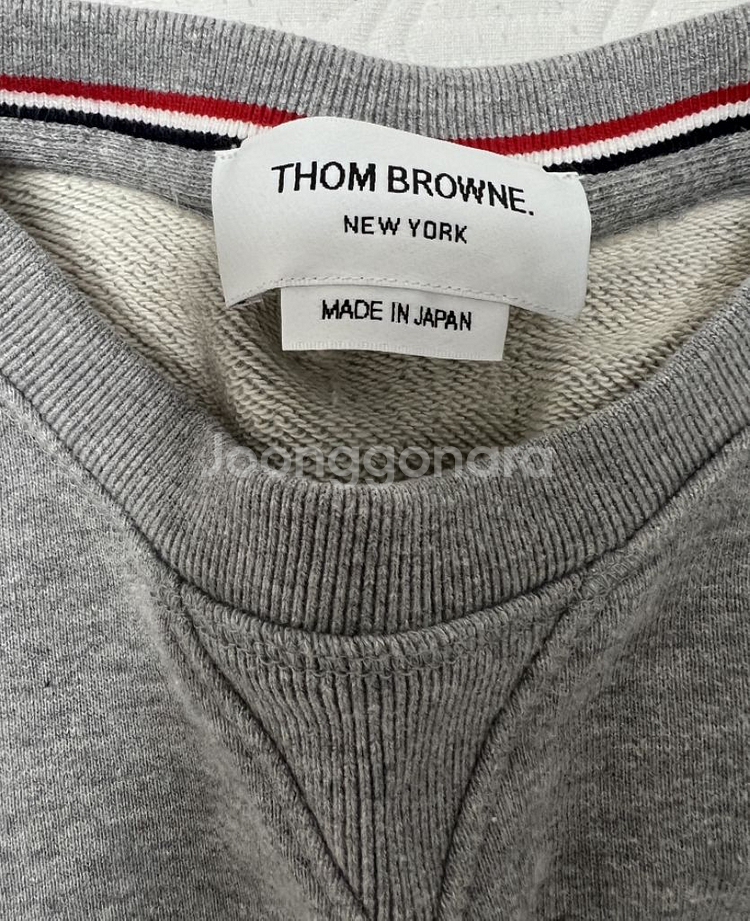 THOM BROWNE.
NEW YORK
MADE IN JAPAN
Joonggonara